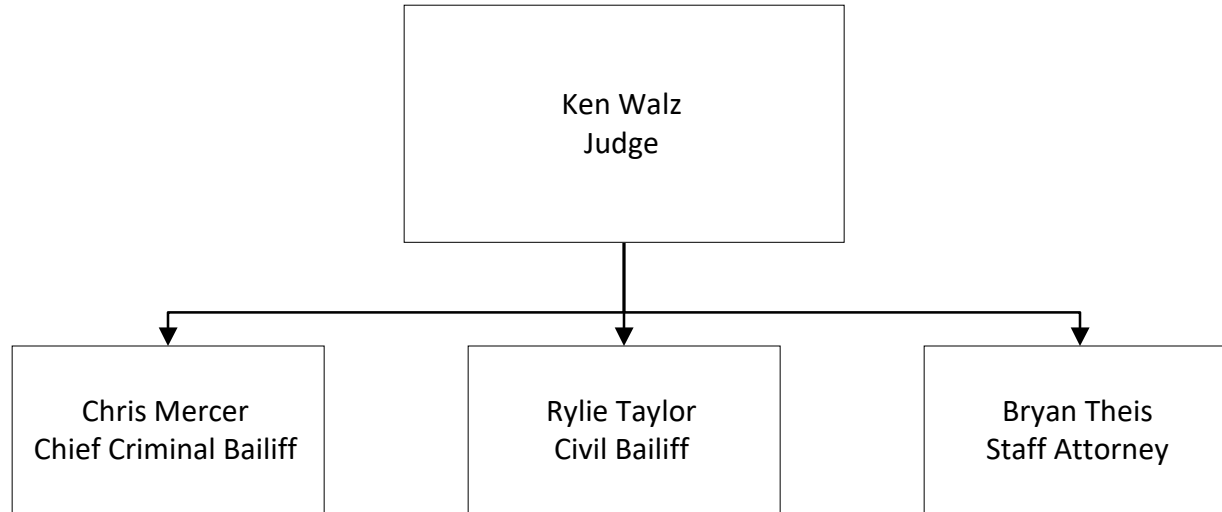 Ken Walz
Judge
Chris Mercer
Chief Criminal Bailiff
Rylie Taylor
Civil Bailiff
Bryan Theis
Staff Attorney